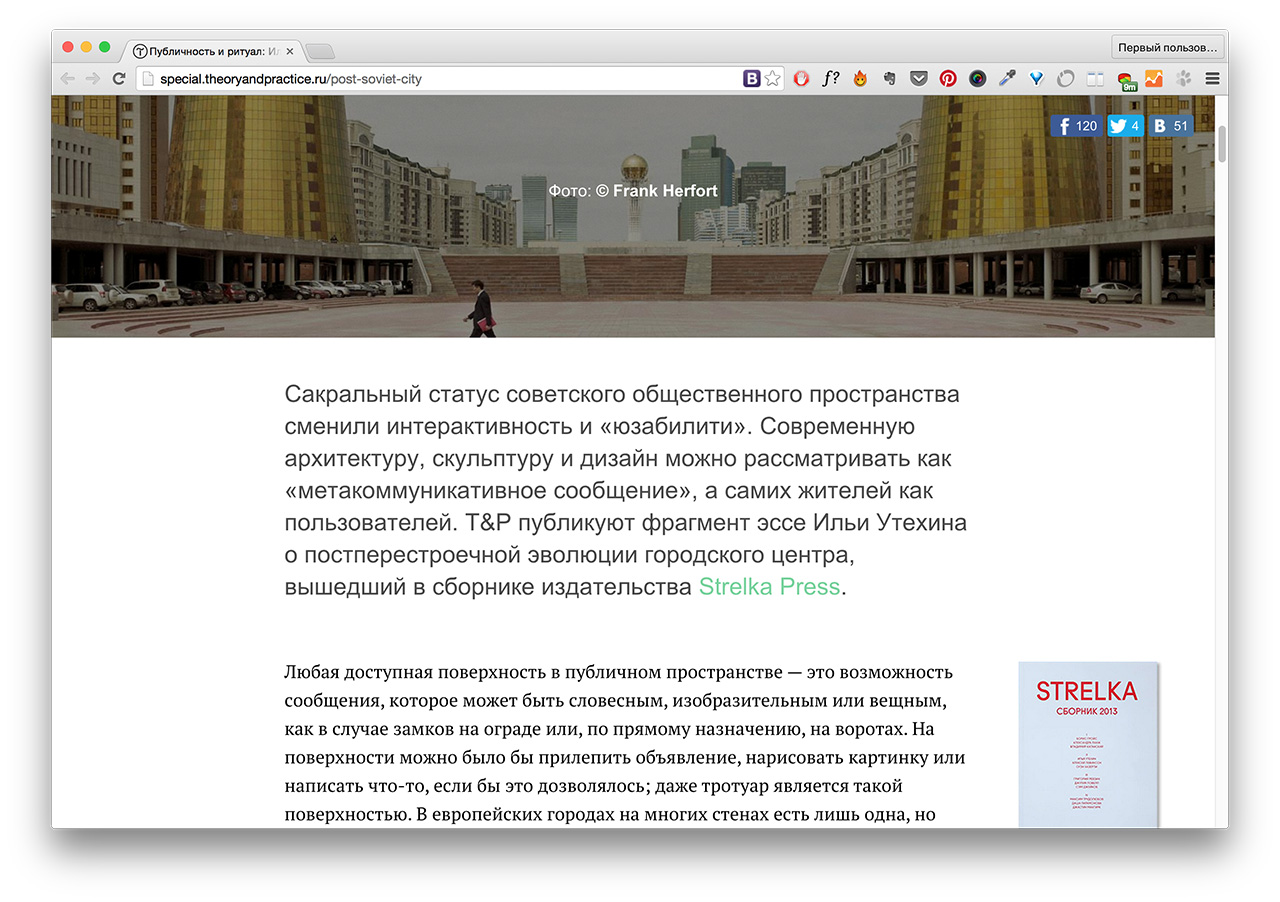 Публичность и ритуал: Ил
Первый пользов…
special.theoryandpractice.ru/post-soviet-city
B
f?
9m
120
4
B 51
Фото: © Frank Herfort
Сакральный статус советского общественного пространства
сменили интерактивность и «юзабилити». Современную
архитектуру, скульптуру и дизайн можно рассматривать как
«метакоммуникативное сообщение», а самих жителей как
пользователей. T&P публикуют фрагмент эссе Ильи Утехина
о постперестроечной эволюции городского центра,
вышедший в сборнике издательства Strelka Press.
Любая доступная поверхность в публичном пространстве — это возможность
сообщения, которое может быть словесным, изобразительным или вещным,
как в случае замков на ограде или, по прямому назначению, на воротах. На
поверхности можно было бы прилепить объявление, нарисовать картинку или
написать что-то, если бы это дозволялось; даже тротуар является такой
поверхностью. В европейских городах на многих стенах есть лишь одна, но
STRELKA
СБОРНИК 2013